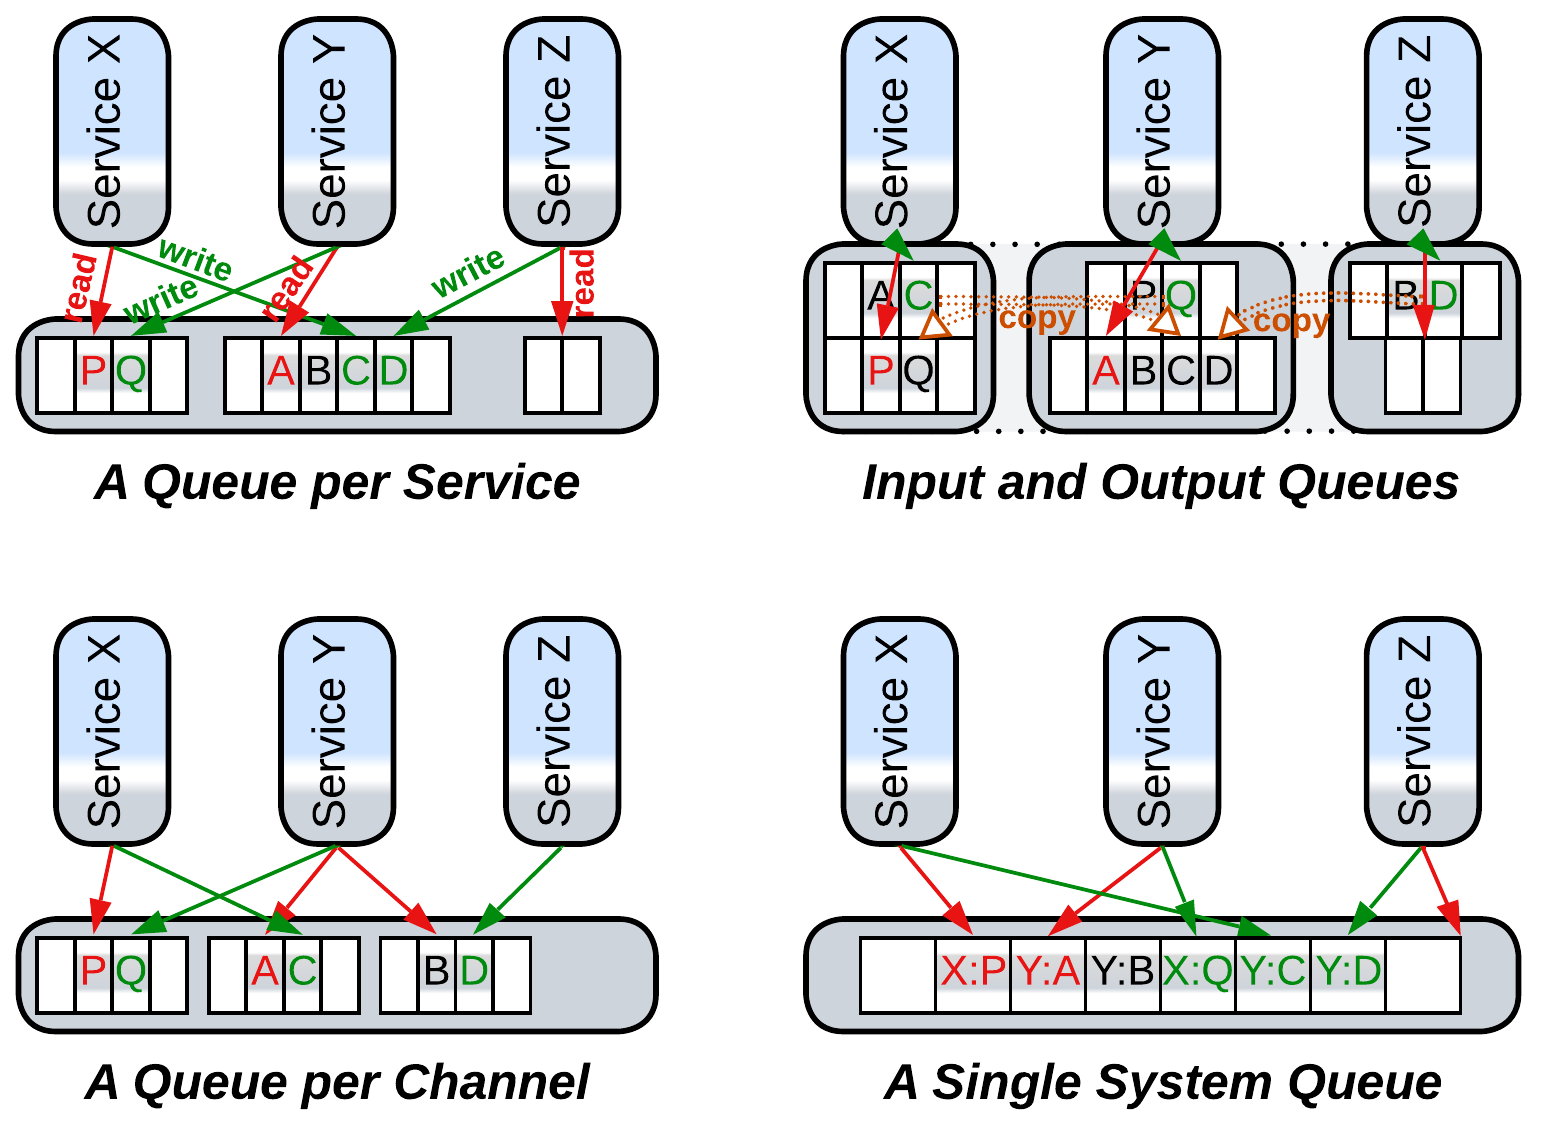 Service X
Service Y
Service Z
read
write
write
read
write
read
P Q
A B C D
A Queue per Service
Service X
Service Y
Service Z
A C
P Q
B D
copy
copy
P Q
A B C D
Input and Output Queues
Service X
Service Y
Service Z
P Q
A C
B D
A Queue per Channel
Service X
Service Y
Service Z
X:P Y:A Y:B X:Q Y:C Y:D
A Single System Queue